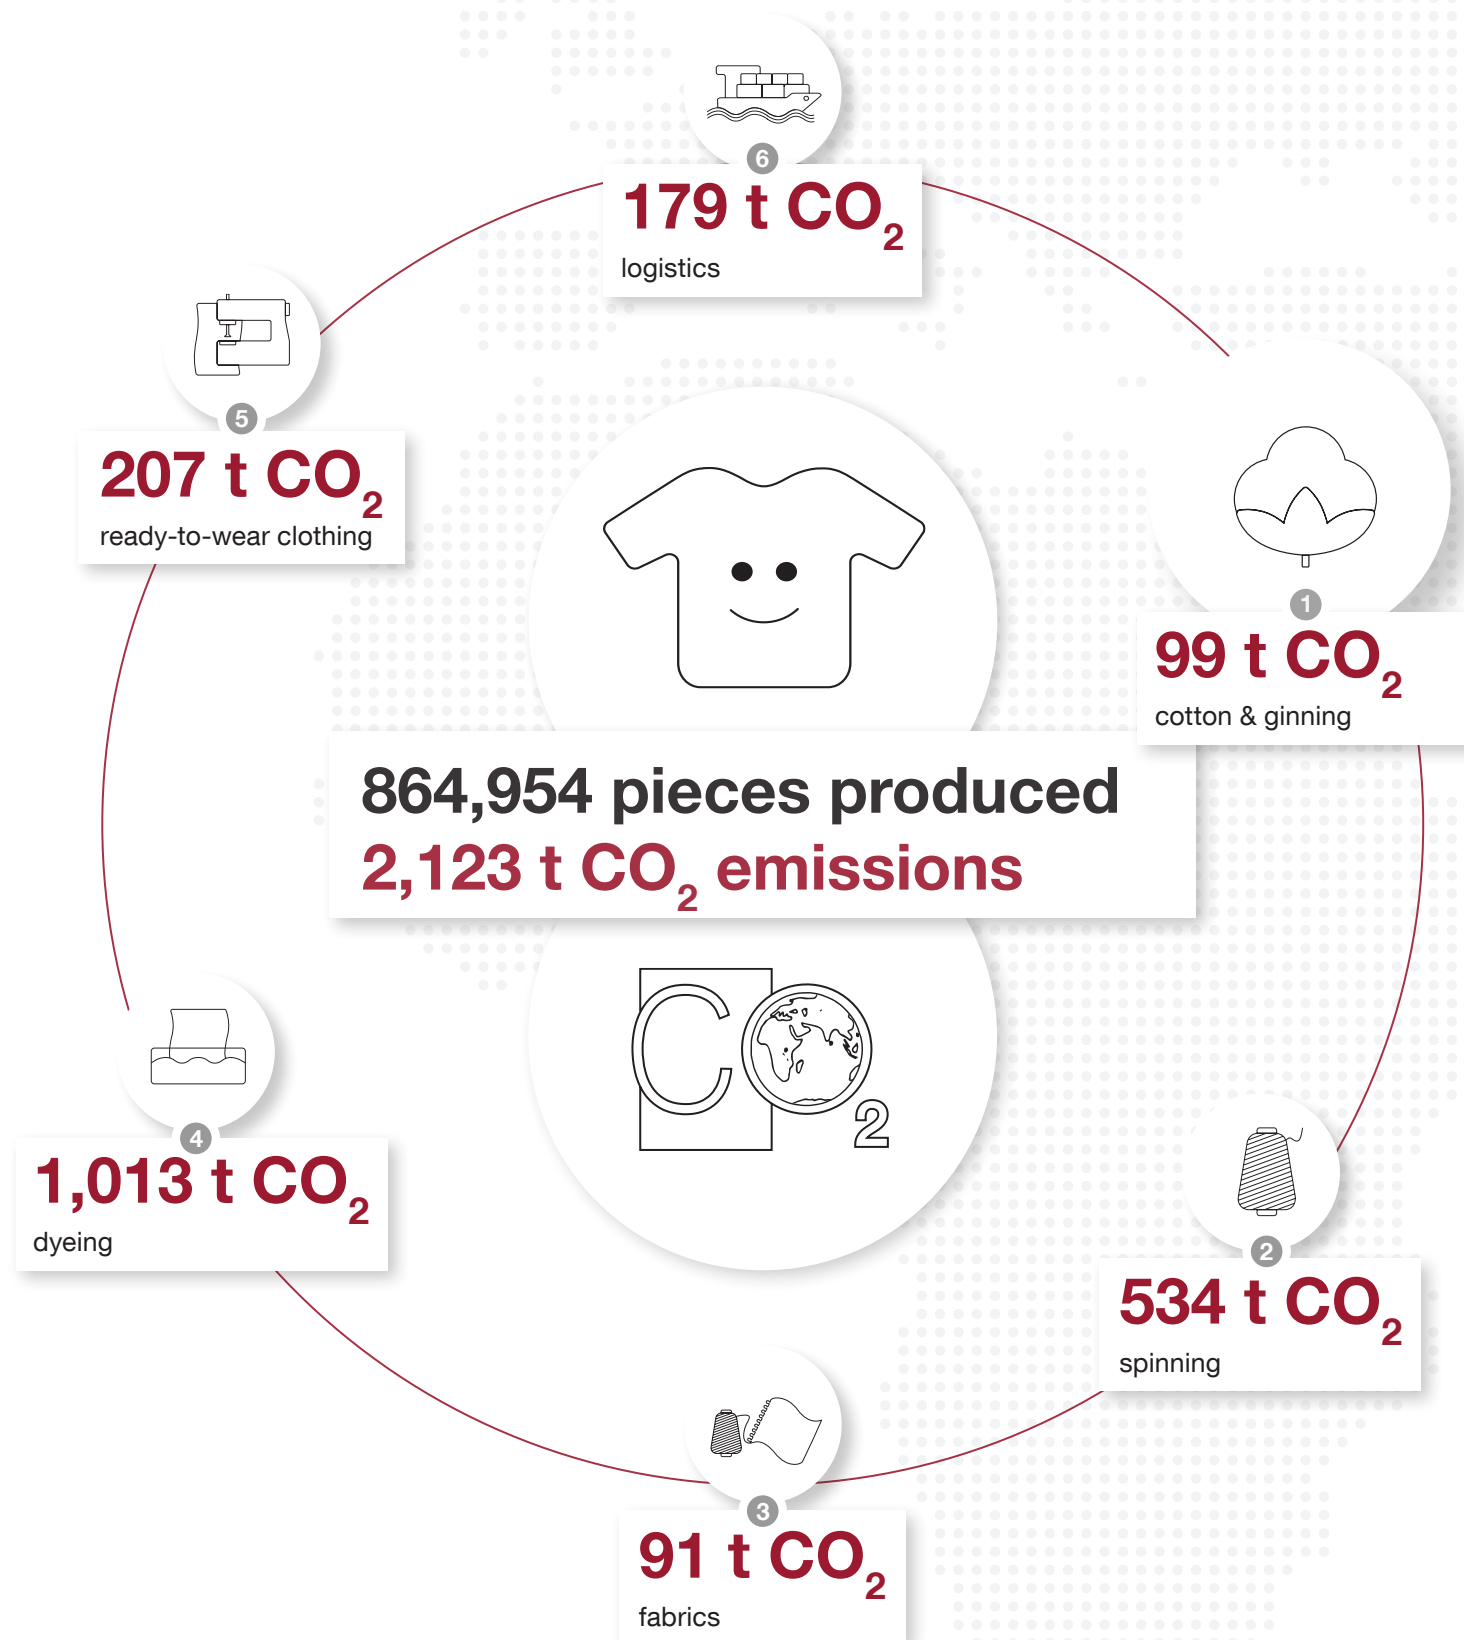 6
179 t CO₂
logistics
5
207 t CO₂
ready-to-wear clothing
1
99 t CO₂
cotton & ginning
864,954 pieces produced
2,123 t CO₂ emissions
CO₂
4
1,013 t CO₂
dyeing
2
534 t CO₂
spinning
3
91 t CO₂
fabrics